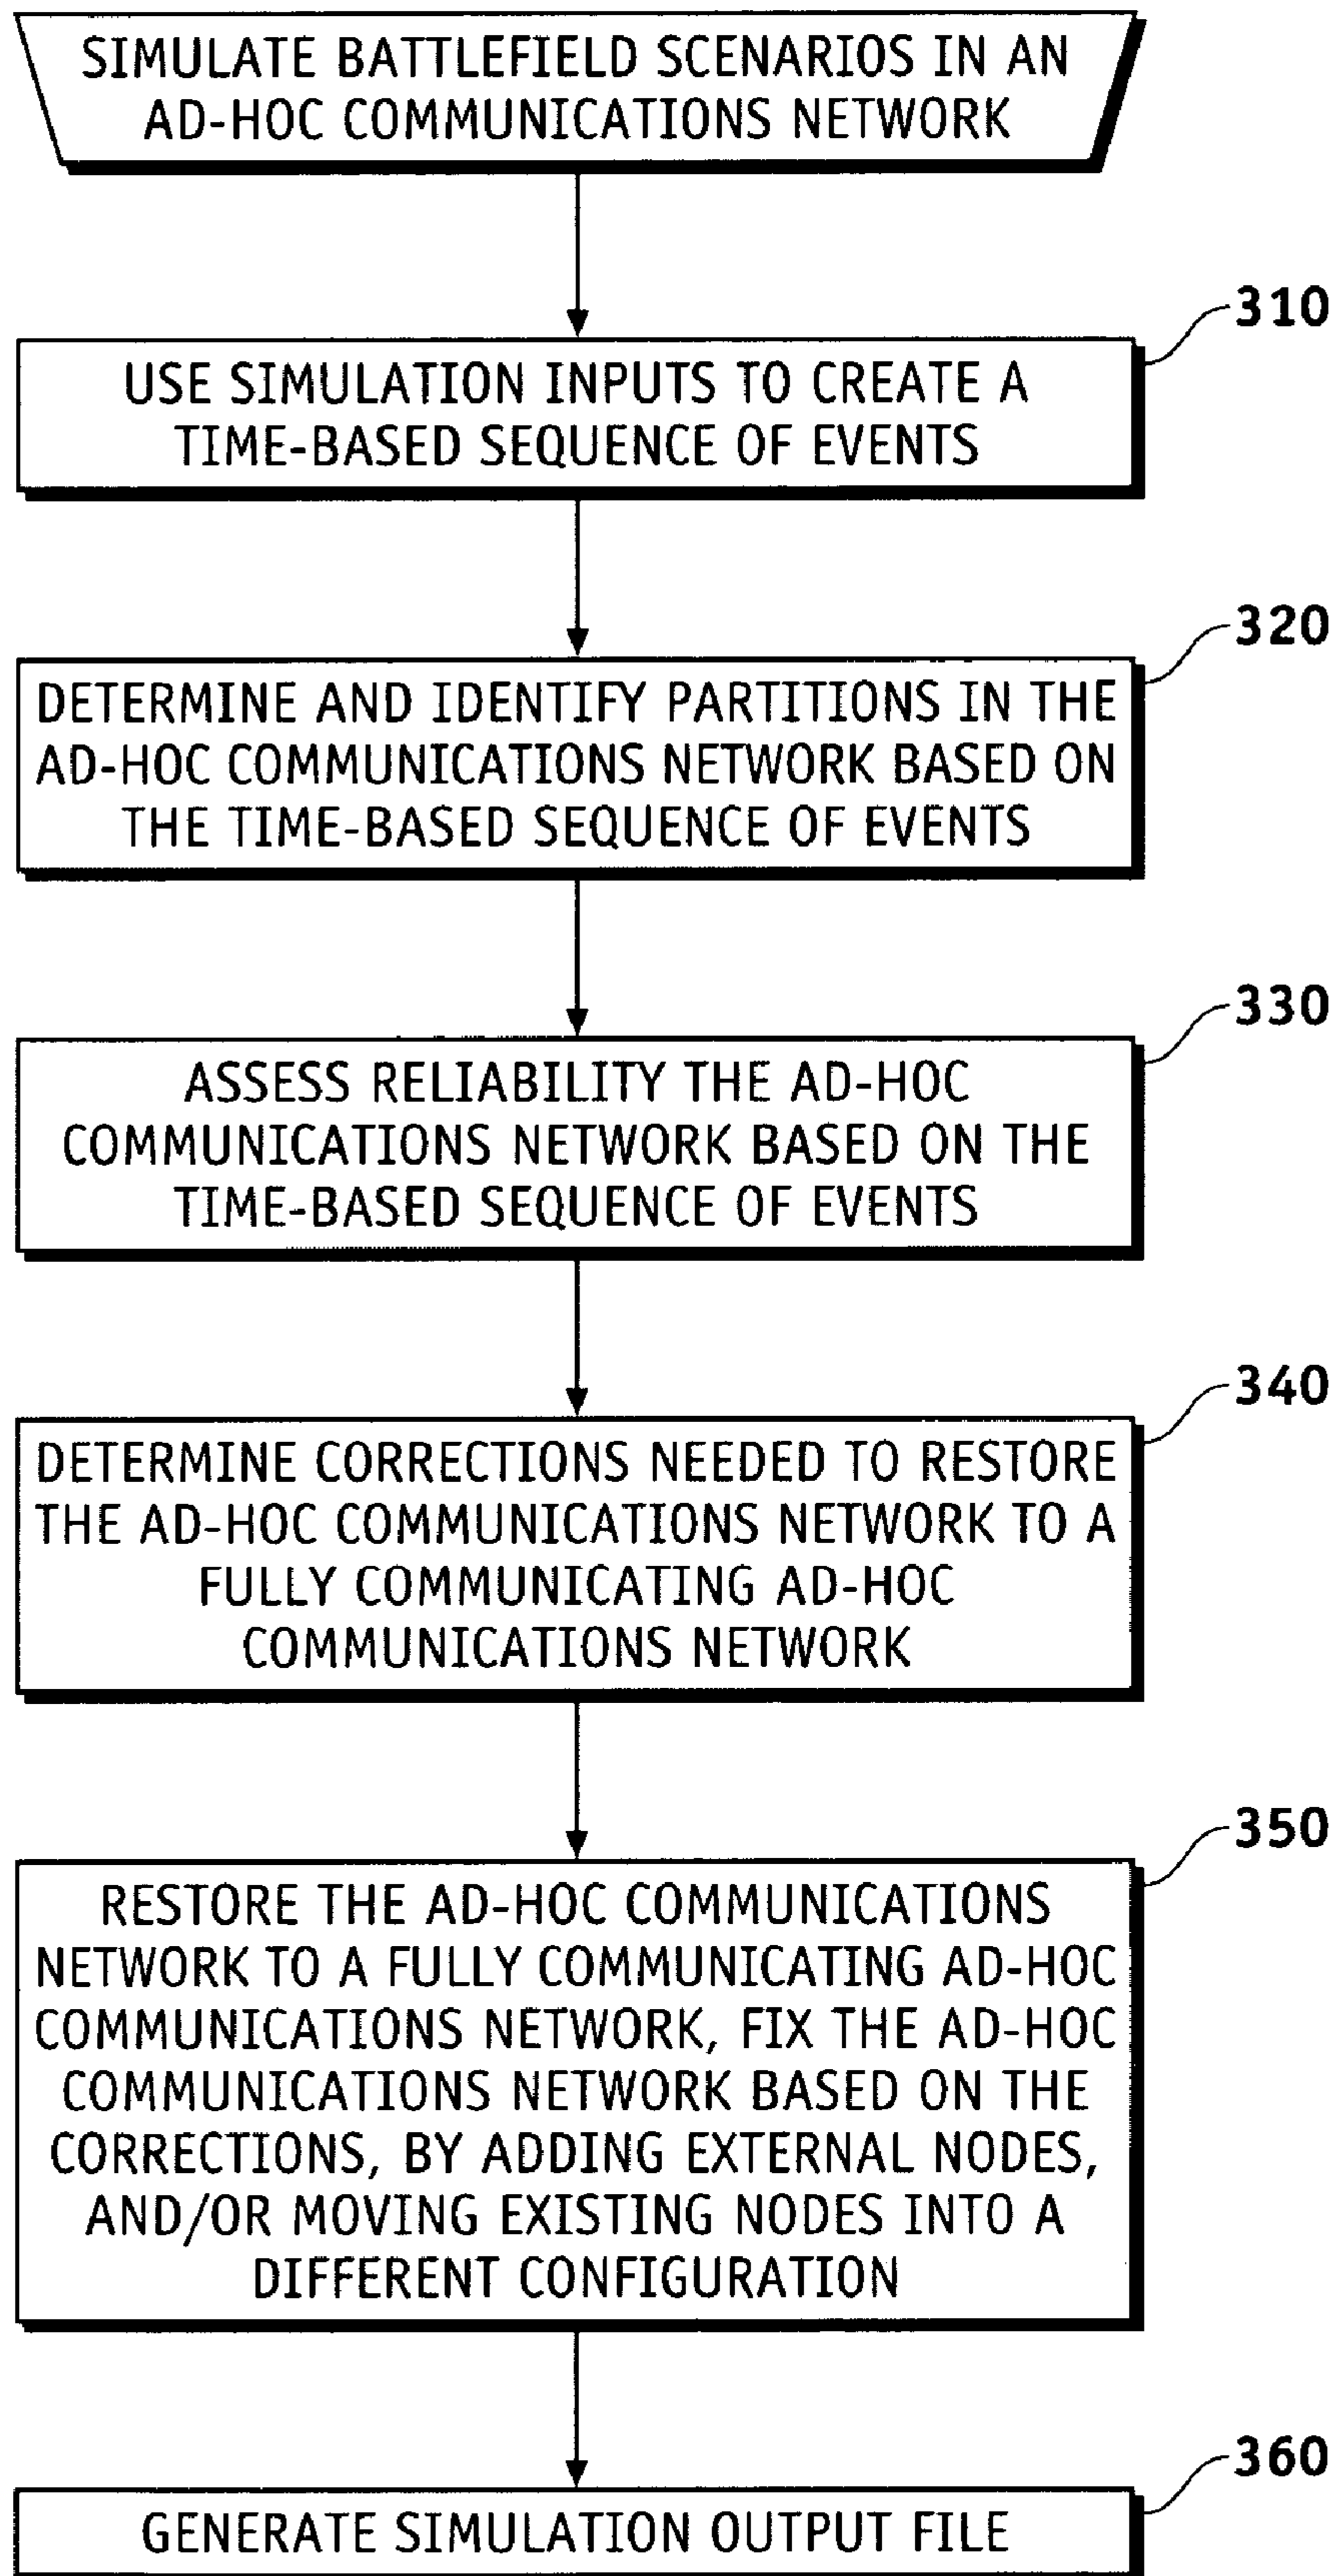 SIMULATE BATTLEFIELD SCENARIOS IN AN
AD-HOC COMMUNICATIONS NETWORK
310
USE SIMULATION INPUTS TO CREATE A
TIME-BASED SEQUENCE OF EVENTS
320
DETERMINE AND IDENTIFY PARTITIONS IN THE
AD-HOC COMMUNICATIONS NETWORK BASED ON
THE TIME-BASED SEQUENCE OF EVENTS
330
ASSESS RELIABILITY THE AD-HOC
COMMUNICATIONS NETWORK BASED ON THE
TIME-BASED SEQUENCE OF EVENTS
340
DETERMINE CORRECTIONS NEEDED TO RESTORE
THE AD-HOC COMMUNICATIONS NETWORK TO A
FULLY COMMUNICATING AD-HOC
COMMUNICATIONS NETWORK
350
RESTORE THE AD-HOC COMMUNICATIONS
NETWORK TO A FULLY COMMUNICATING AD-HOC
COMMUNICATIONS NETWORK, FIX THE AD-HOC
COMMUNICATIONS NETWORK BASED ON THE
CORRECTIONS, BY ADDING EXTERNAL NODES,
AND/OR MOVING EXISTING NODES INTO A
DIFFERENT CONFIGURATION
360
GENERATE SIMULATION OUTPUT FILE